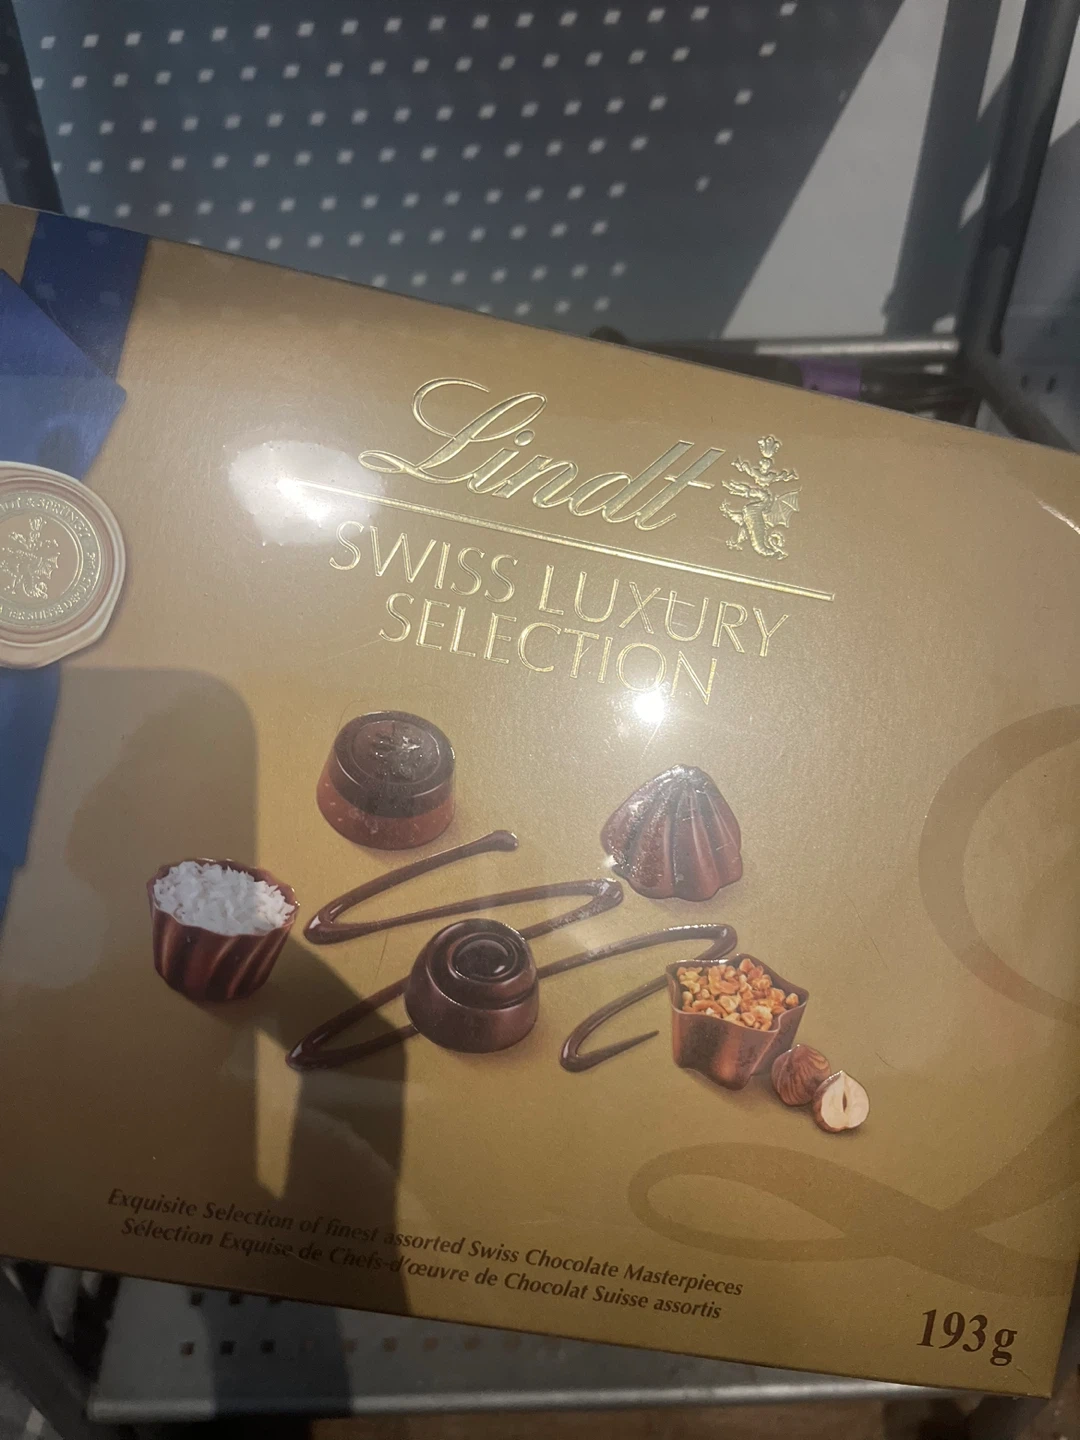 Lindt
SWISS LUXURY
SELECTION
Exquisite Selection of finest assorted Swiss Chocolate Masterpieces
Sélection Exquise de Chefs-d'œuvre de Chocolat Suisse assortis
193g